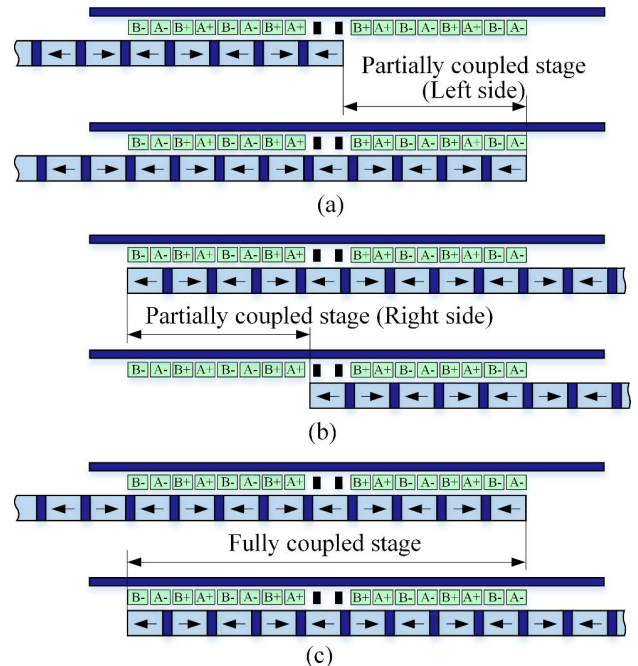 B- A- B+ A+ B- A- B+ A+ B+ A+ B- A- B+ A+ B- A-
Partially coupled stage
(Left side)
B- A- B+ A+ B- A- B+ A+ B+ A+ B- A- B+ A+ B- A-
(a)
B- A- B+ A+ B- A- B+ A+ B+ A+ B- A- B+ A+ B- A-
Partially coupled stage (Right side)
B- A- B+ A+ B- A- B+ A+ B+ A+ B- A- B+ A+ B- A-
(b)
B- A- B+ A+ B- A- B+ A+ B+ A+ B- A- B+ A+ B- A-
Fully coupled stage
B- A- B+ A+ B- A- B+ A+ B+ A+ B- A- B+ A+ B- A-
(c)